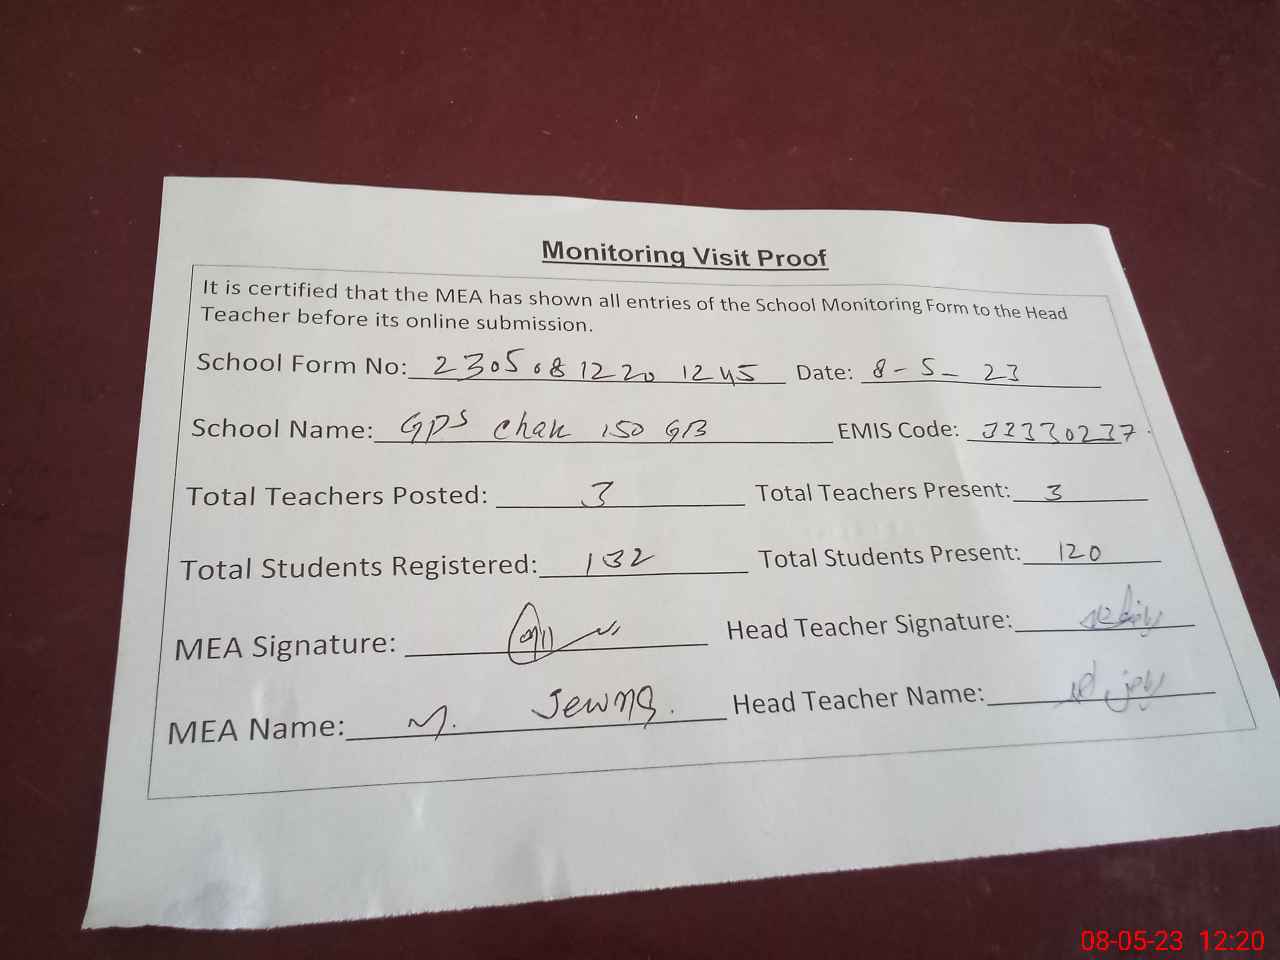 Monitoring Visit Proof
It is certified that the MEA has shown all entries of the School Monitoring Form to the Head
Teacher before its online submission.
School Form No: 230508 1220 1245 Date: 8-5-23
School Name: GPS Chak 150 GB EMIS Code: 33330237
Total Teachers Posted: 3 Total Teachers Present: 3
Total Students Registered: 132 Total Students Present: 120
MEA Signature: Head Teacher Signature:
MEA Name: M. Head Teacher Name:
08-05-23 12:20